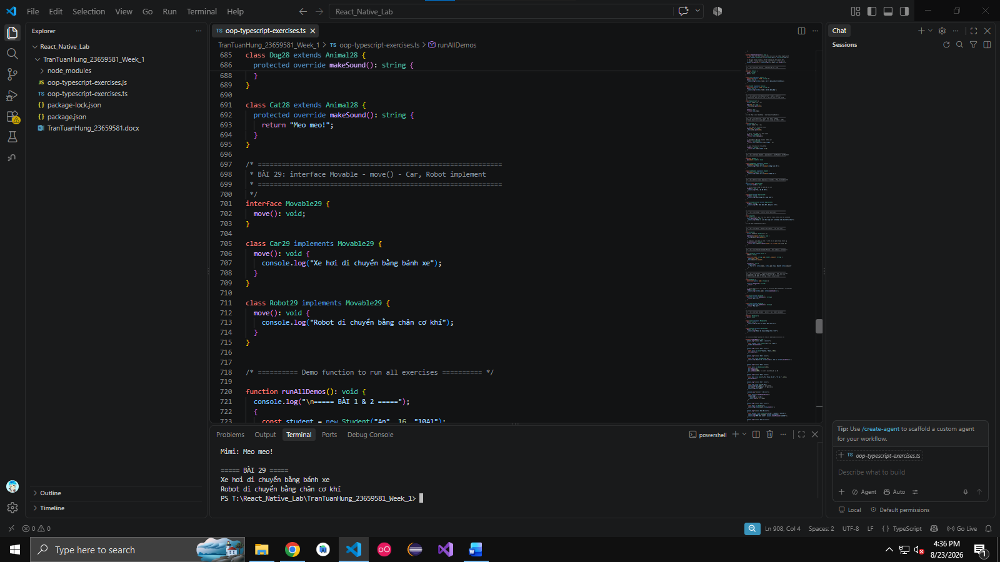 File Edit Selection View Go Run Terminal Help
React_Native_Lab
Explorer
React_Native_Lab
TranTuanHung_23659581_Week_1
node_modules
JS oop-typescript-exercises.js
TS oop-typescript-exercises.ts
{} package-lock.json
{} package.json
TranTuanHung_23659581.docx
Outline
Timeline
TS oop-typescript-exercises.ts
TranTuanHung_23659581_Week_1 > TS oop-typescript-exercises.ts > runAllDemos
685 class Dog28 extends Animal28 {
686 protected override makeSound(): string {
688 }
689 }
690
691 class Cat28 extends Animal28 {
692 protected override makeSound(): string {
693 return "Meo meo!";
694 }
695 }
696
697 /* =============================================================
698 * BÀI 29: interface Movable - move() - Car, Robot implement
699 * =============================================================
700 */
701 interface Movable29 {
702 move(): void;
703 }
704
705 class Car29 implements Movable29 {
706 move(): void {
707 console.log("Xe hơi di chuyển bằng bánh xe");
708 }
709 }
710
711 class Robot29 implements Movable29 {
712 move(): void {
713 console.log("Robot di chuyển bằng chân cơ khí");
714 }
715 }
716
717
718 /* ========== Demo function to run all exercises ========== */
719
720 function runAllDemos(): void {
721 console.log("\n===== BÀI 1 & 2 =====");
722 {
723 const student = new Student("An", 16, "10A1");
Problems Output Terminal Ports Debug Console
powershell
Mimi: Meo meo!
===== BÀI 29 =====
Xe hơi di chuyển bằng bánh xe
Robot di chuyển bằng chân cơ khí
PS T:\React_Native_Lab\TranTuanHung_23659581_Week_1>
Chat
Sessions
Tip: Use /create-agent to scaffold a custom agent
for your workflow.
TS oop-typescript-exercises.ts
Describe what to build
Agent Auto
Local Default permissions
0 0
Ln 908, Col 4 Spaces: 2 UTF-8 LF {} TypeScript Go Live
Type here to search
4:36 PM
8/23/2026
1